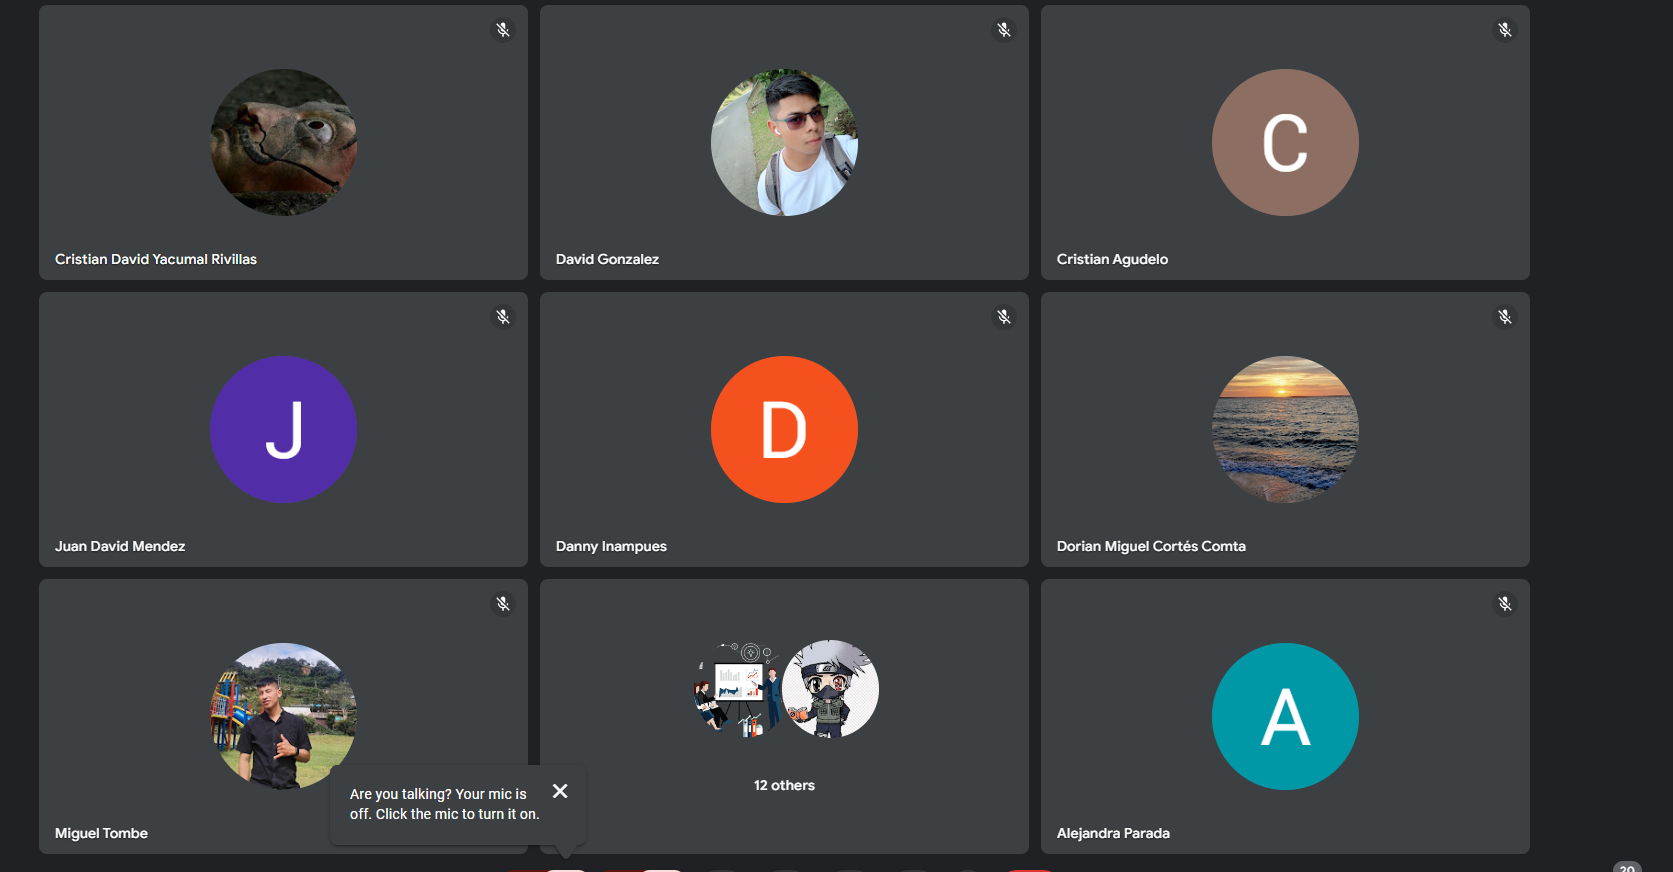 Cristian David Yacumal Rivillas
David Gonzalez
C
Cristian Agudelo
J
Juan David Mendez
D
Danny Inampues
Dorian Miguel Cortés Comta
Miguel Tombe
Are you talking? Your mic is
off. Click the mic to turn it on.
12 others
A
Alejandra Parada
20